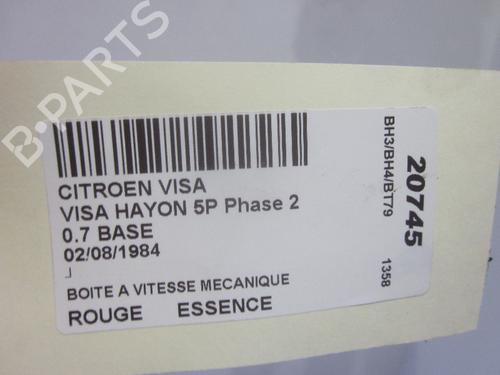 CITROEN VISA
VISA HAYON 5P Phase 2
0.7 BASE
02/08/1984
BOITE A VITESSE MECANIQUE
ROUGE ESSENCE
20745
BH3/BH4/BT79 1358
B-PARTS